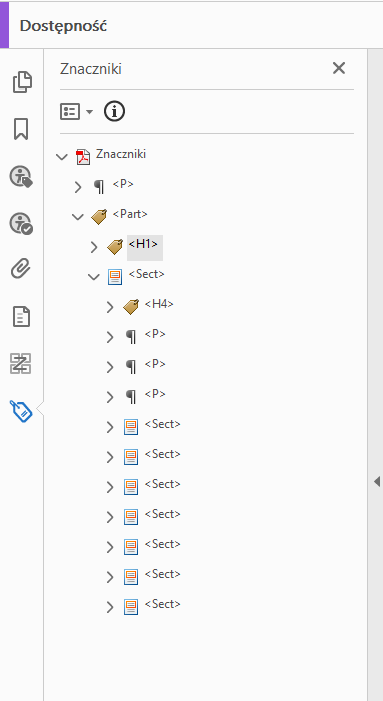 Dostępność
Znaczniki
Znaczniki
<P>
<Part>
<H1>
<Sect>
<H4>
<P>
<P>
<P>
<Sect>
<Sect>
<Sect>
<Sect>
<Sect>
<Sect>
<Sect>